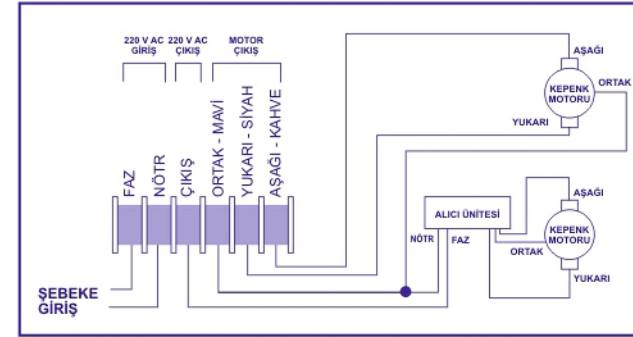 220 V AC
GİRİŞ
220 V AC
ÇIKIŞ
MOTOR
ÇIKIŞ
FAZ
NÖTR
ÇIKIŞ
ORTAK - MAVİ
YUKARI - SİYAH
AŞAĞI - KAHVE
ŞEBEKE
GİRİŞ
AŞAĞI
ORTAK
KEPENK
MOTORU
YUKARI
ALICI ÜNİTESİ
NÖTR
FAZ
AŞAĞI
KEPENK
MOTORU
ORTAK
YUKARI